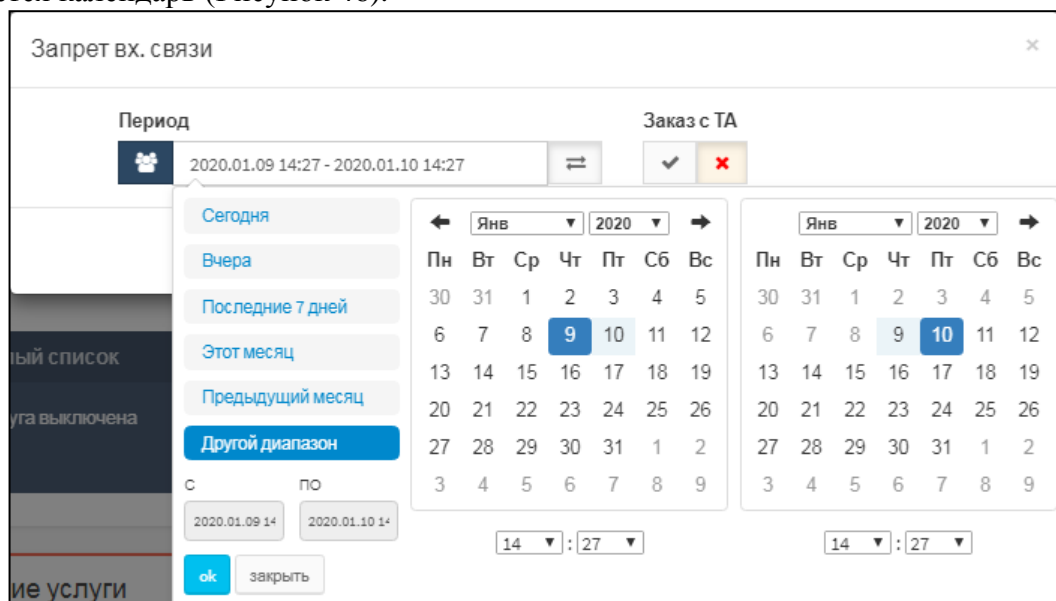 календарь (Рисунок
Запрет вх. связи ×
Период Заказ с ТА
2020.01.09 14:27 - 2020.01.10 14:27
Сегодня
Вчера
Последние 7 дней
Этот месяц
Предыдущий месяц
Другой диапазон
с по
2020.01.09 14 2020.01.10 14
ok закрыть
Янв 2020
Пн Вт Ср Чт Пт Сб Вс
30 31 1 2 3 4 5
6 7 8 9 10 11 12
13 14 15 16 17 18 19
20 21 22 23 24 25 26
27 28 29 30 31 1 2
3 4 5 6 7 8 9
14 : 27
Янв 2020
Пн Вт Ср Чт Пт Сб Вс
30 31 1 2 3 4 5
6 7 8 9 10 11 12
13 14 15 16 17 18 19
20 21 22 23 24 25 26
27 28 29 30 31 1 2
3 4 5 6 7 8 9
14 : 27
ый список
уга выключена
ие услуги